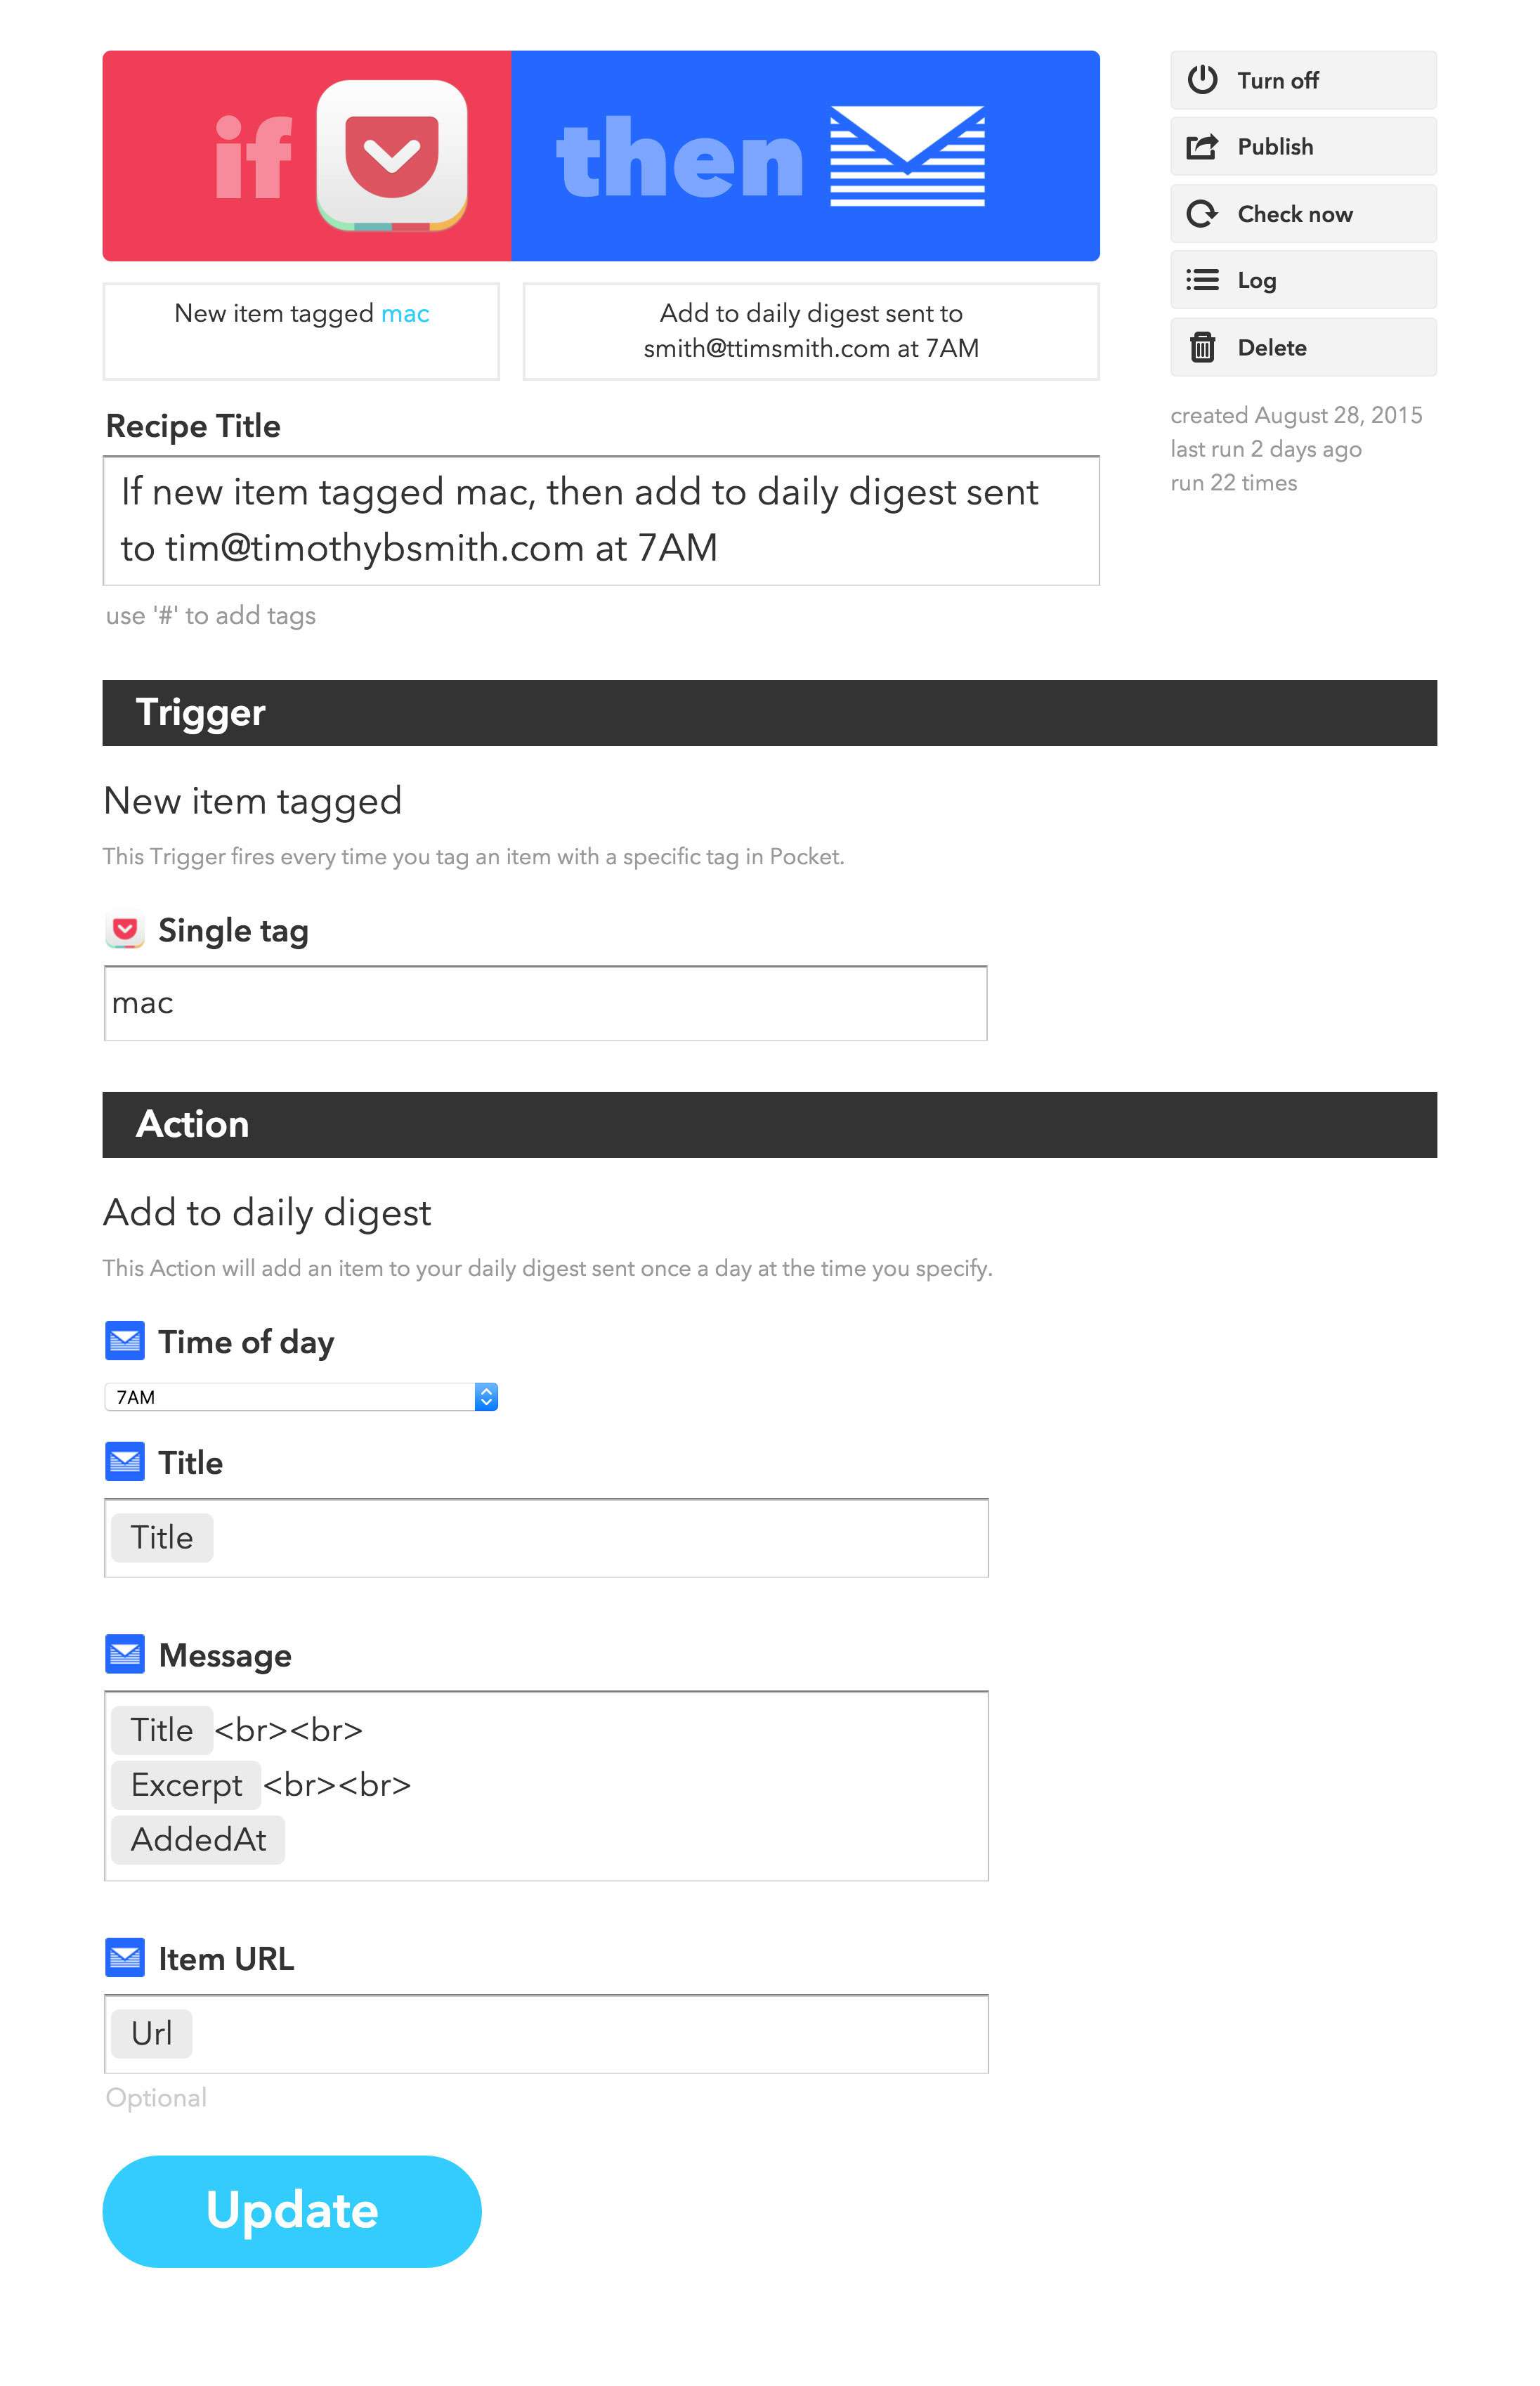 if then
New item tagged mac
Add to daily digest sent to
smith@ttimsmith.com at 7AM
Turn off
Publish
Check now
Log
Delete
created August 28, 2015
last run 2 days ago
run 22 times
Recipe Title
If new item tagged mac, then add to daily digest sent
to tim@timothybsmith.com at 7AM
use '#' to add tags
Trigger
New item tagged
This Trigger fires every time you tag an item with a specific tag in Pocket.
Single tag
mac
Action
Add to daily digest
This Action will add an item to your daily digest sent once a day at the time you specify.
Time of day
7AM
Title
Title
Message
Title <br><br>
Excerpt <br><br>
AddedAt
Item URL
Url
Optional
Update